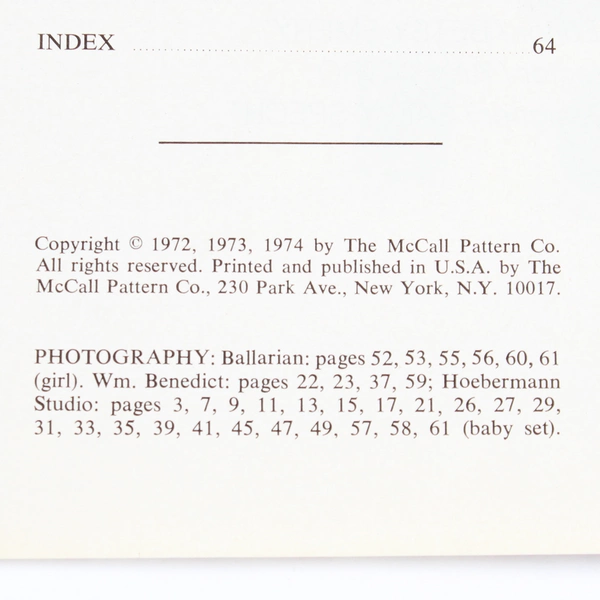 INDEX ........................................................ 64
Copyright © 1972, 1973, 1974 by The McCall Pattern Co.
All rights reserved. Printed and published in U.S.A. by The
McCall Pattern Co., 230 Park Ave., New York, N.Y. 10017.
PHOTOGRAPHY: Ballarian: pages 52, 53, 55, 56, 60, 61
(girl). Wm. Benedict: pages 22, 23, 37, 59; Hoebermann
Studio: pages 3, 7, 9, 11, 13, 15, 17, 21, 26, 27, 29,
31, 33, 35, 39, 41, 45, 47, 49, 57, 58, 61 (baby set).